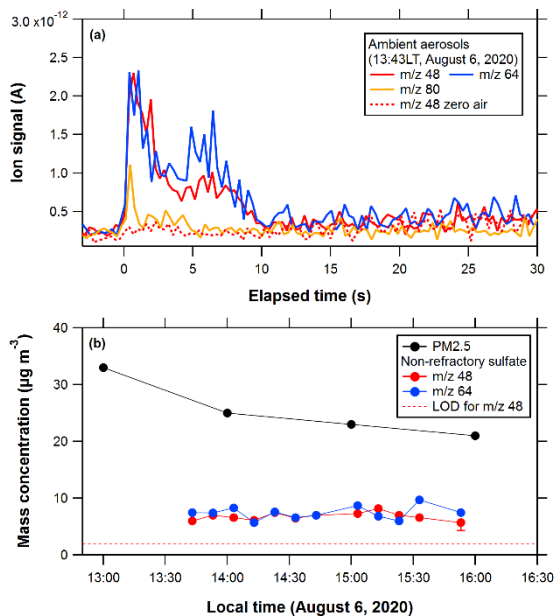 3.0 x10⁻¹²
(a)
Ambient aerosols
(13:43LT, August 6, 2020)
m/z 48 m/z 64
m/z 80
m/z 48 zero air
2.5
2.0
1.5
1.0
0.5
Ion signal (A)
0 5 10 15 20 25 30
Elapsed time (s)
40
(b)
PM2.5
Non-refractory sulfate
m/z 48
m/z 64
LOD for m/z 48
30
20
10
0
Mass concentration (µg m⁻³)
13:00 13:30 14:00 14:30 15:00 15:30 16:00 16:30
Local time (August 6, 2020)